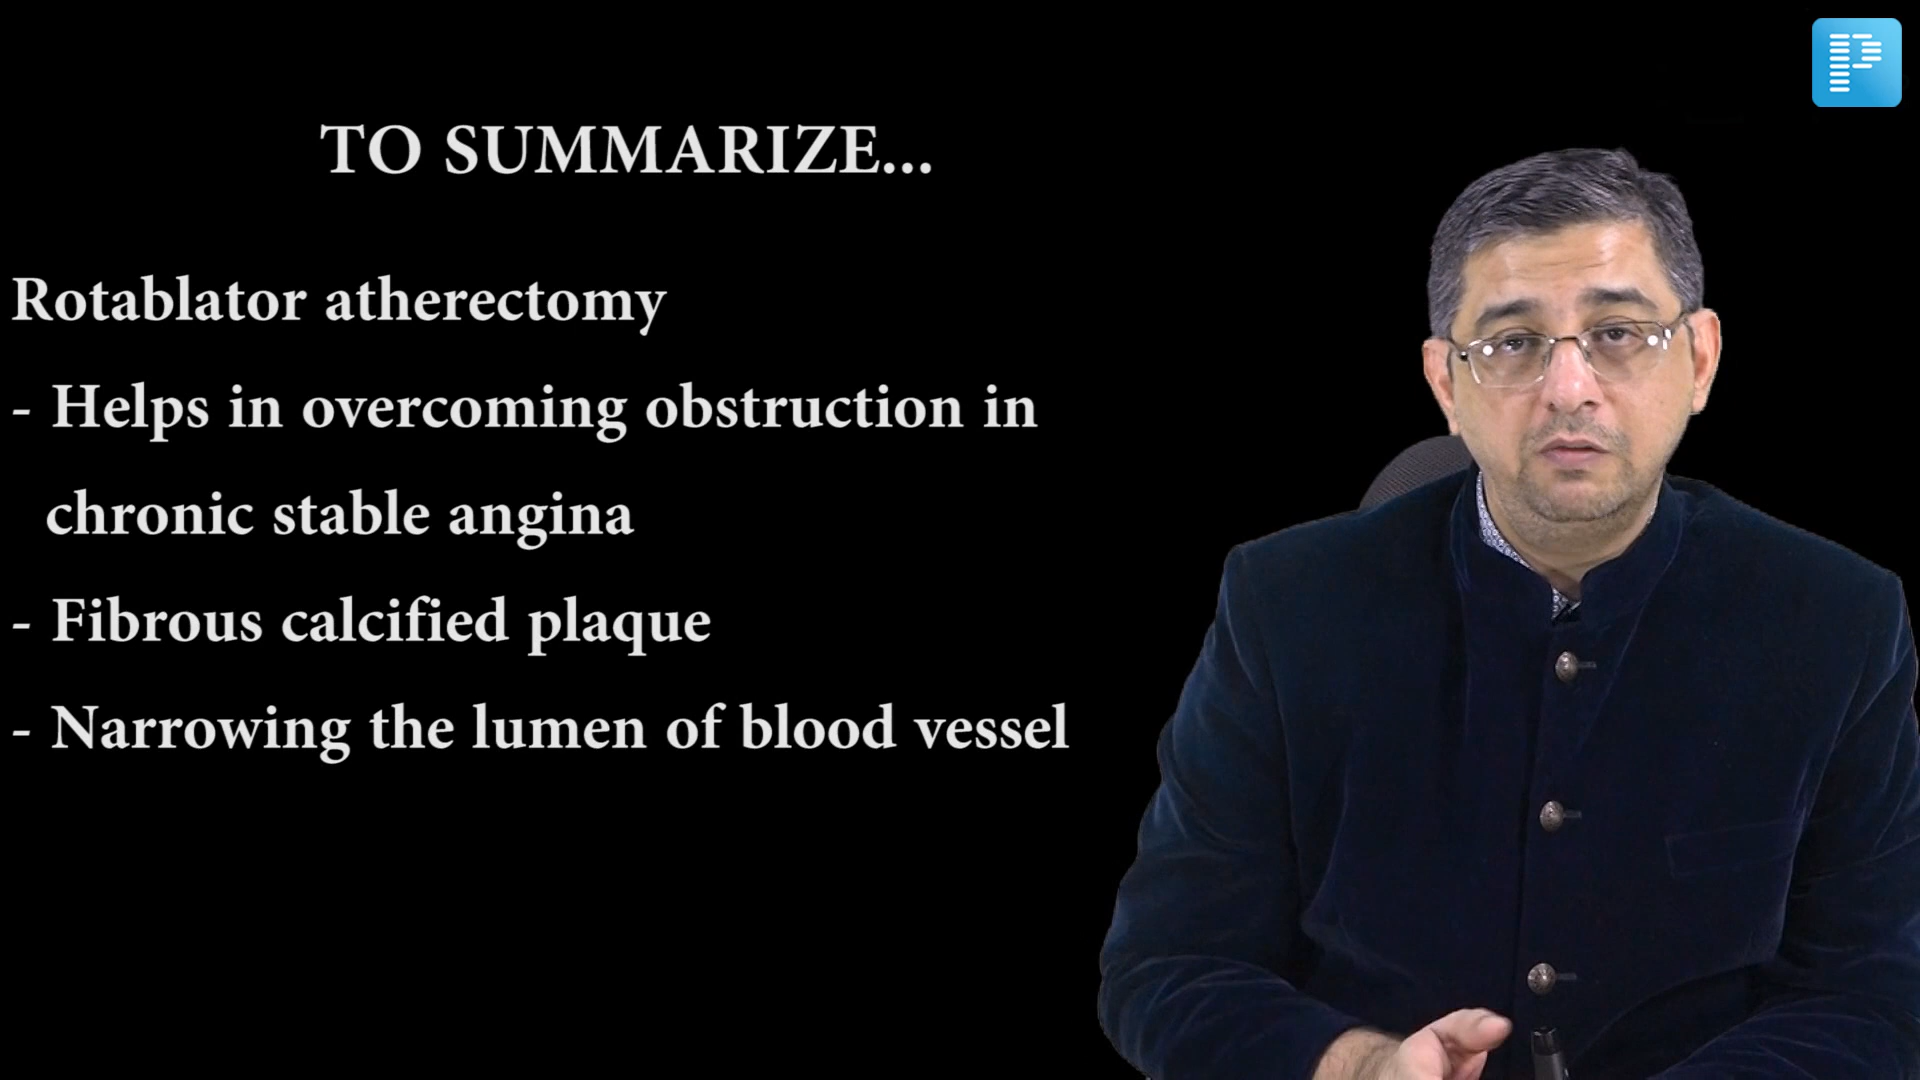 TO SUMMARIZE...
Rotablator atherectomy
- Helps in overcoming obstruction in
chronic stable angina
- Fibrous calcified plaque
- Narrowing the lumen of blood vessel